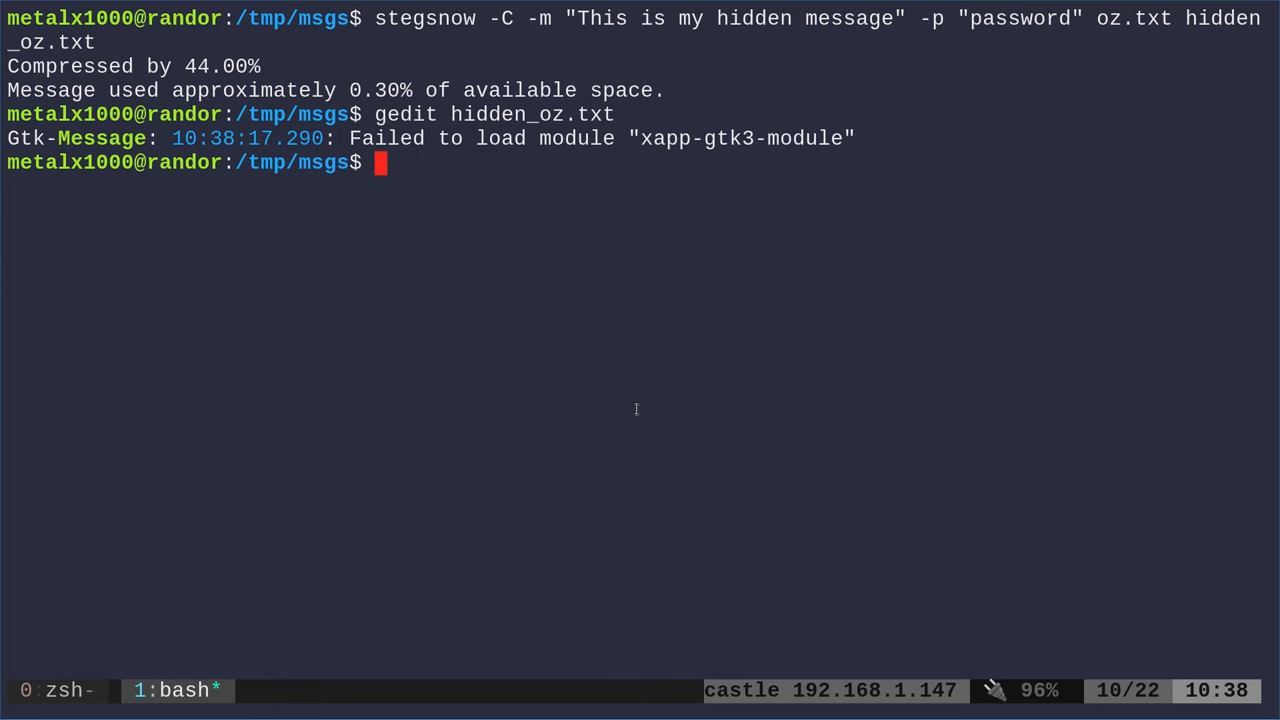 metalx1000@randor:/tmp/msgs$ stegsnow -C -m "This is my hidden message" -p "password" oz.txt hidden
_oz.txt
Compressed by 44.00%
Message used approximately 0.30% of available space.
metalx1000@randor:/tmp/msgs$ gedit hidden_oz.txt
Gtk-Message: 10:38:17.290: Failed to load module "xapp-gtk3-module"
metalx1000@randor:/tmp/msgs$
0:zsh- 1:bash* castle 192.168.1.147 🔌 96% 10/22 10:38